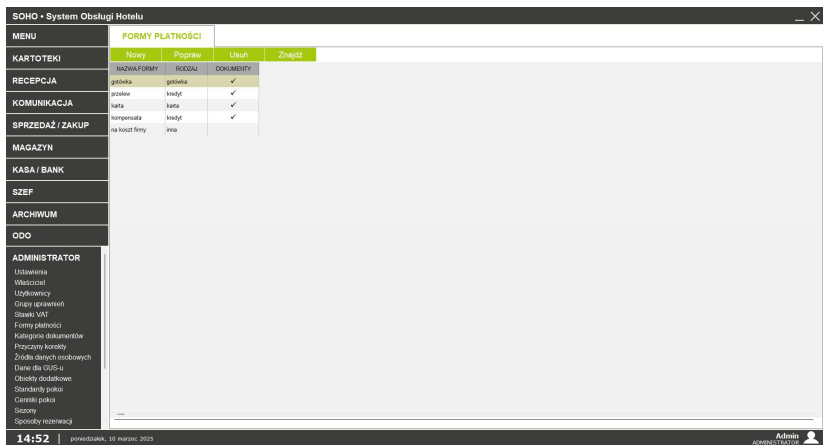 SOHO • System Obsługi Hotelu
MENU
FORMY PŁATNOŚCI
KARTOTEKI
Nowy Popraw Usuń Znajdź
NAZWA FORMY RODZAJ DOKUMENTY
gotówka gotówka ✓
przelew kredyt ✓
karta karta ✓
kompensata kredyt ✓
na koszt firmy inna
RECEPCJA
KOMUNIKACJA
SPRZEDAŻ / ZAKUP
MAGAZYN
KASA / BANK
SZEF
ARCHIWUM
ODO
ADMINISTRATOR
Ustawienia
Właściciel
Użytkownicy
Grupy uprawnień
Stawki VAT
Formy płatności
Kategorie dokumentów
Przyczyny korekty
Źródła danych osobowych
Dane dla GUS-u
Obiekty dodatkowe
Standardy pokoi
Cenniki pokoi
Sezony
Sposoby rezerwacji
14:52 | poniedziałek, 10 marzec 2025
Admin
ADMINISTRATOR